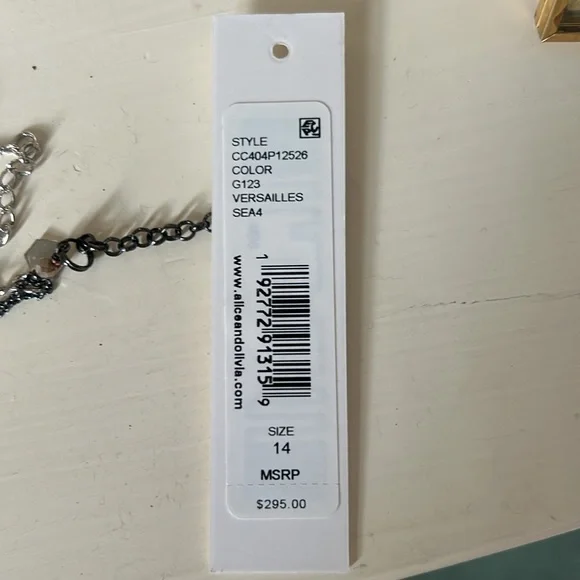 STYLE
CC404P12526
COLOR
G123
VERSAILLES
SEA4
1 92772 91315 9
www.aliceandolivia.com
SIZE
14
MSRP
$295.00